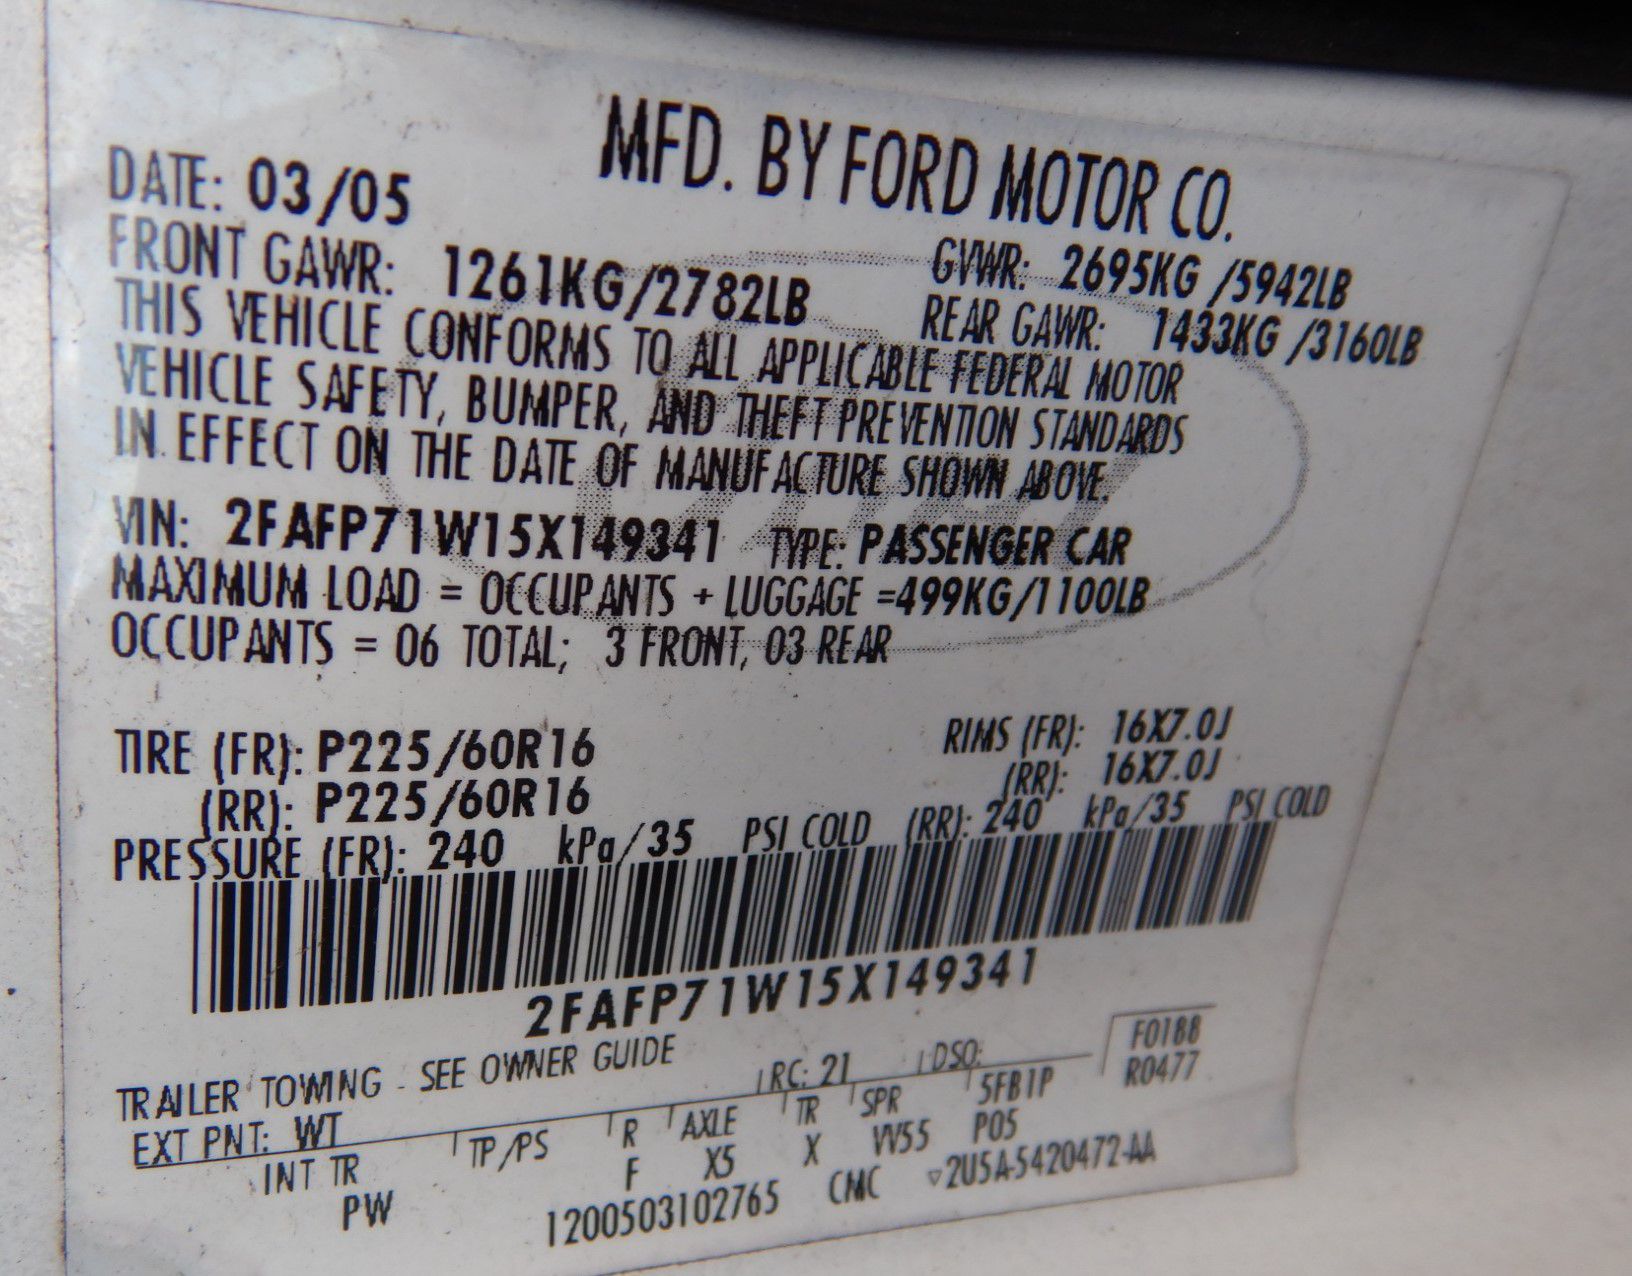 MFD. BY FORD MOTOR CO.
DATE: 03/05
GVWR: 2695KG /5942LB
FRONT GAWR: 1261KG/2782LB
REAR GAWR: 1433KG /3160LB
THIS VEHICLE CONFORMS TO ALL APPLICABLE FEDERAL MOTOR
VEHICLE SAFETY, BUMPER, AND THEFT PREVENTION STANDARDS
IN EFFECT ON THE DATE OF MANUFACTURE SHOWN ABOVE.
VIN: 2FAFP71W15X149341 TYPE: PASSENGER CAR
MAXIMUM LOAD = OCCUPANTS + LUGGAGE =499KG/1100LB
OCCUPANTS = 06 TOTAL; 3 FRONT, 03 REAR
TIRE (FR): P225/60R16 RIMS (FR): 16X7.0J
(RR): P225/60R16 (RR): 16X7.0J
PRESSURE (FR): 240 kPa/35 PSI COLD (RR): 240 kPa/35 PSI COLD
2FAFP71W15X149341
TRAILER TOWING - SEE OWNER GUIDE
EXT PNT: WT RC: 21 DSO: F0188
INT TR TP/PS R AXLE TR SPR 5FB1P R0477
PW F X5 X VV55 P05
1200503102765 CMC ▽2U5A-5420472-AA